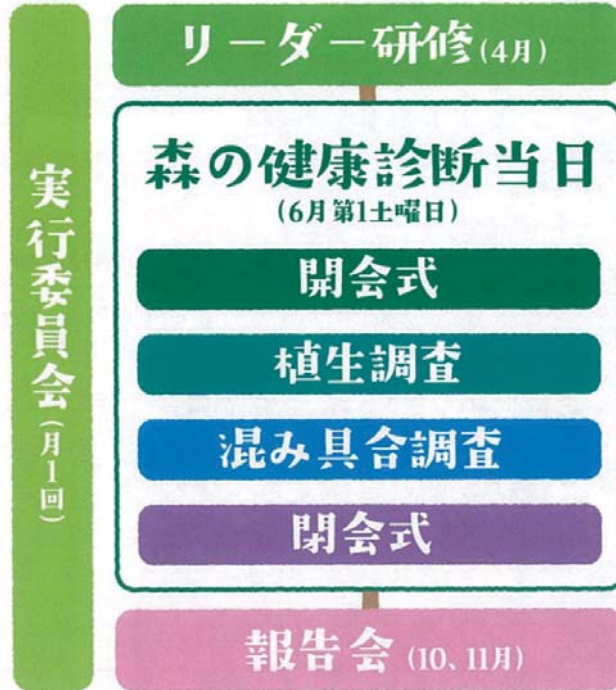 実行委員会(月1回)
リーダー研修(4月)
森の健康診断当日
(6月第1土曜日)
開会式
植生調査
混み具合調査
閉会式
報告会(10、11月)